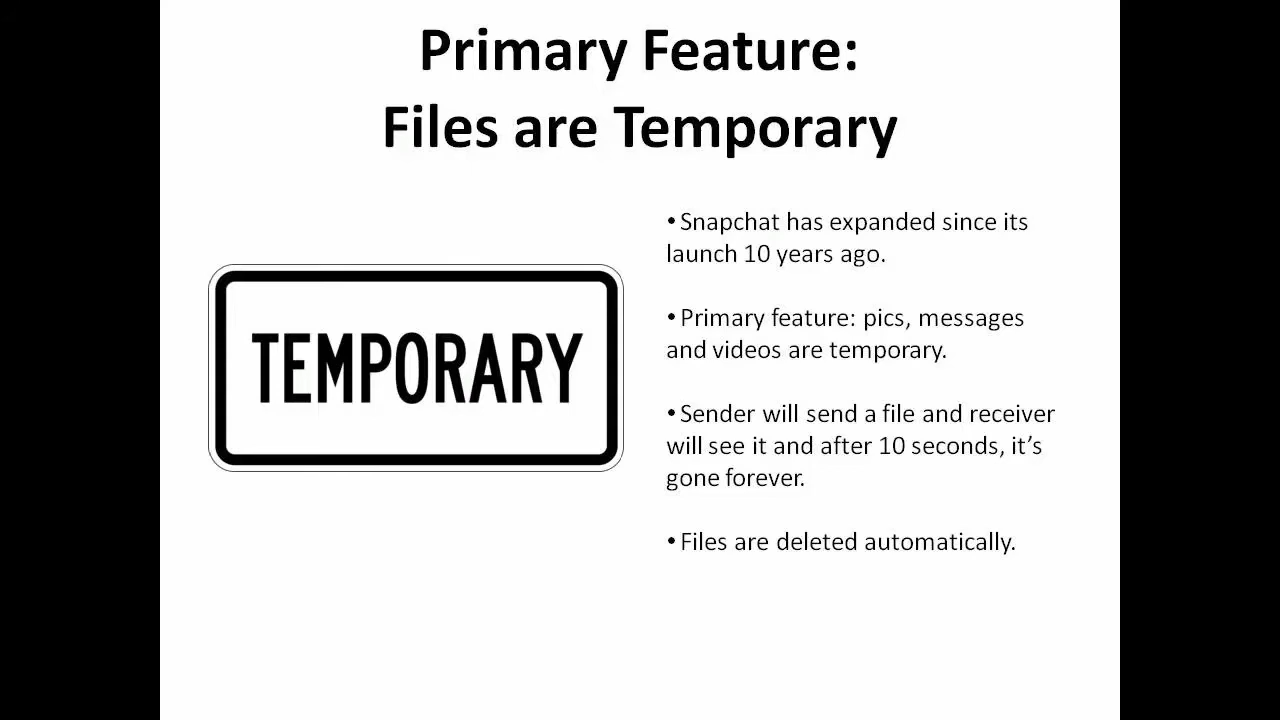 Primary Feature:
Files are Temporary
TEMPORARY
•Snapchat has expanded since its
launch 10 years ago.
•Primary feature: pics, messages
and videos are temporary.
•Sender will send a file and receiver
will see it and after 10 seconds, it’s
gone forever.
•Files are deleted automatically.